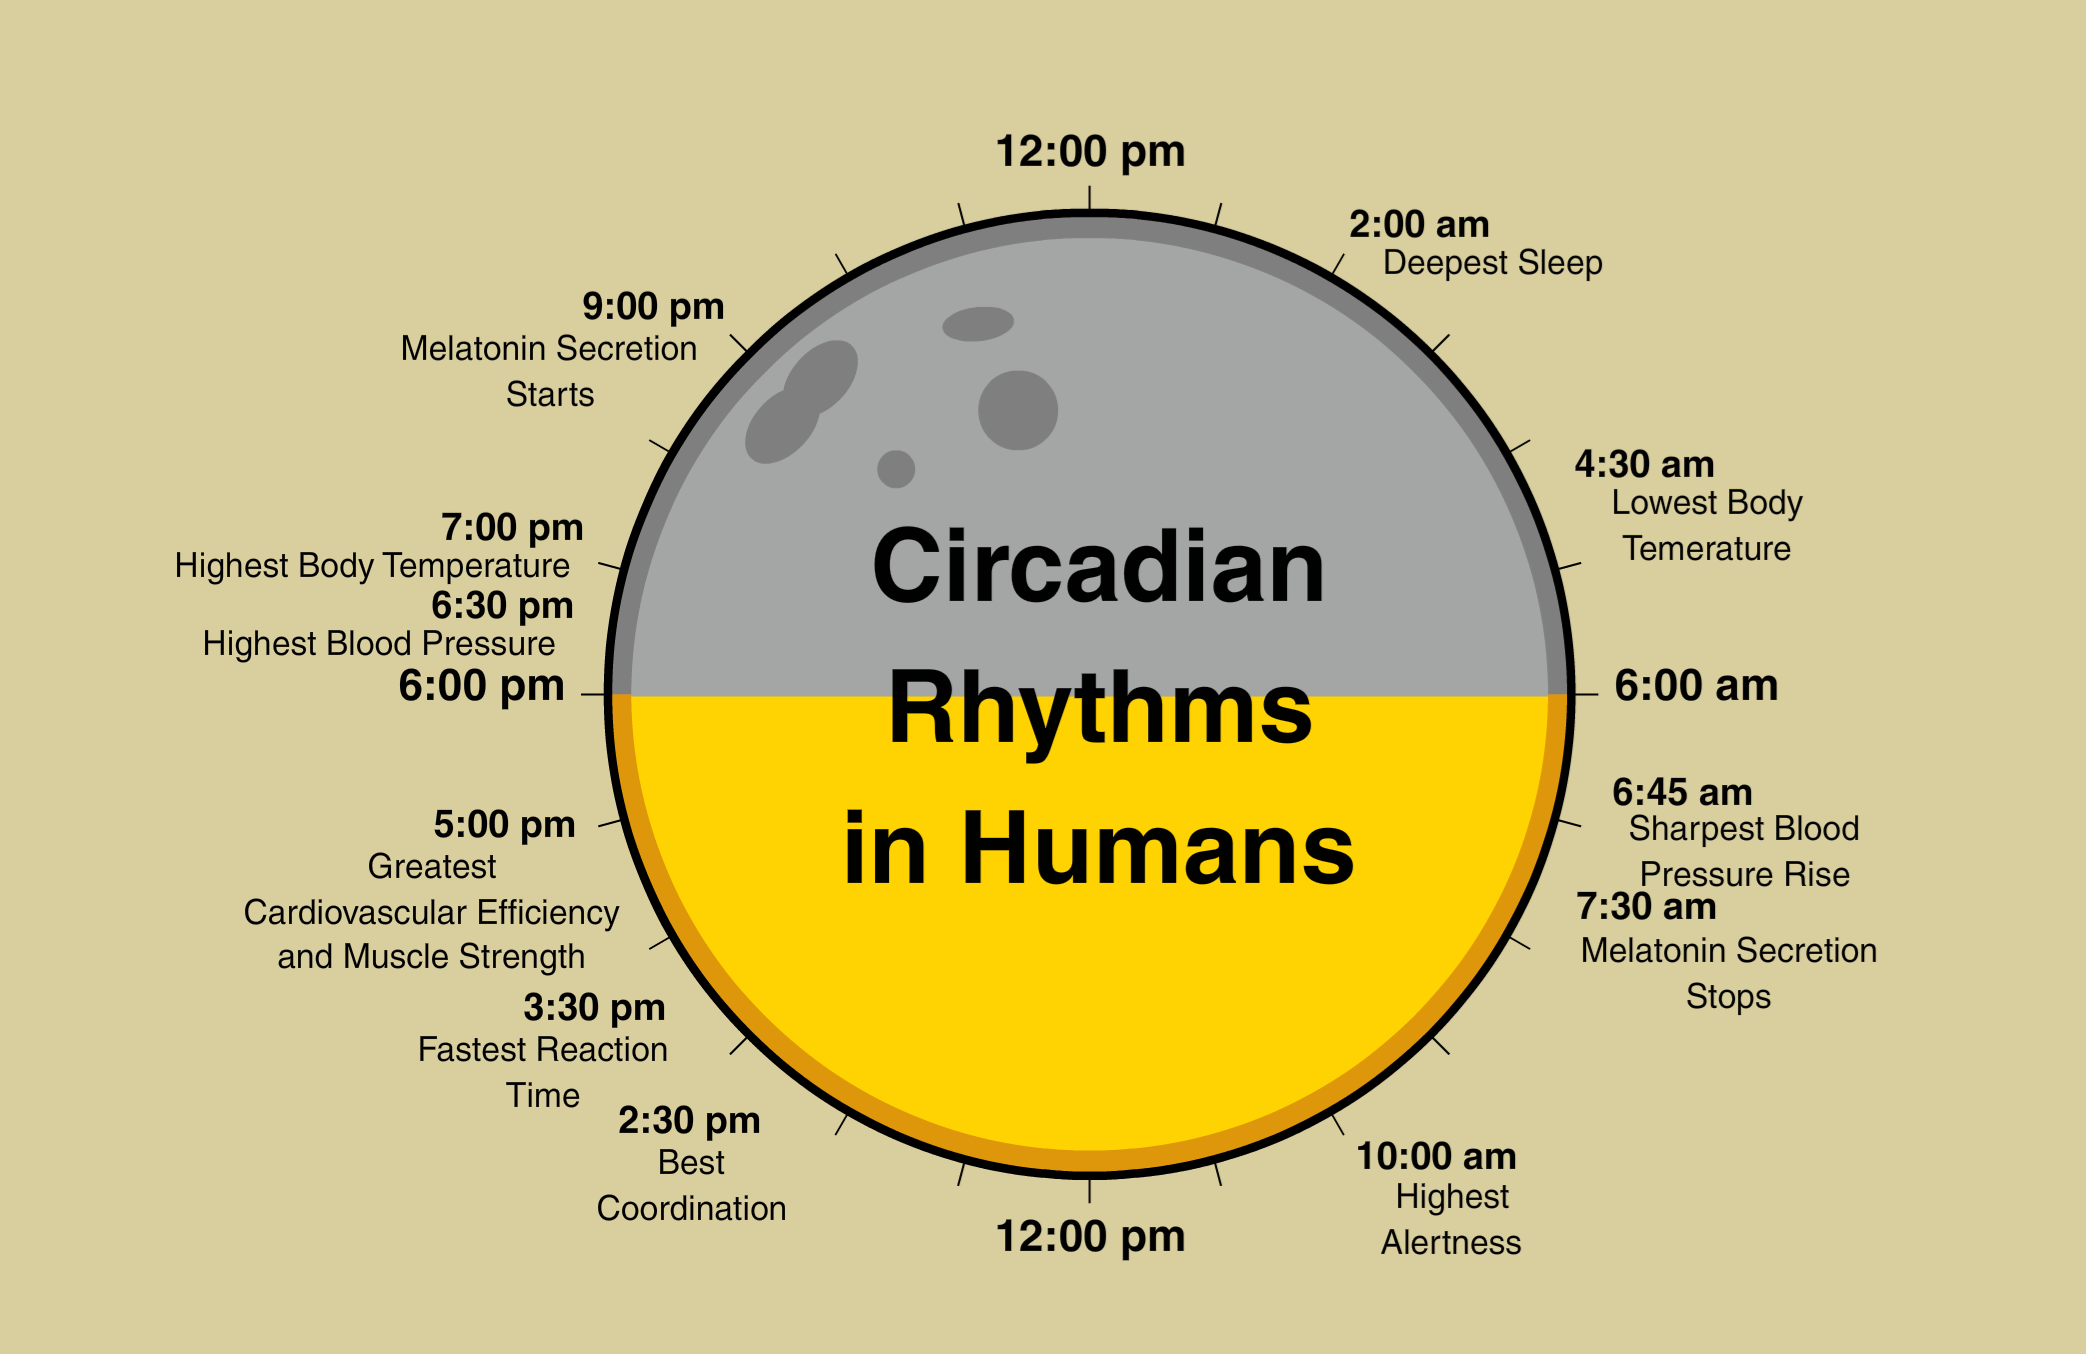 12:00 pm
2:00 am
Deepest Sleep
4:30 am
Lowest Body
Temerature
6:00 am
6:45 am
Sharpest Blood
Pressure Rise
7:30 am
Melatonin Secretion
Stops
10:00 am
Highest
Alertness
12:00 pm
2:30 pm
Best
Coordination
3:30 pm
Fastest Reaction
Time
5:00 pm
Greatest
Cardiovascular Efficiency
and Muscle Strength
6:00 pm
6:30 pm
Highest Blood Pressure
7:00 pm
Highest Body Temperature
9:00 pm
Melatonin Secretion
Starts
Circadian
Rhythms
in Humans